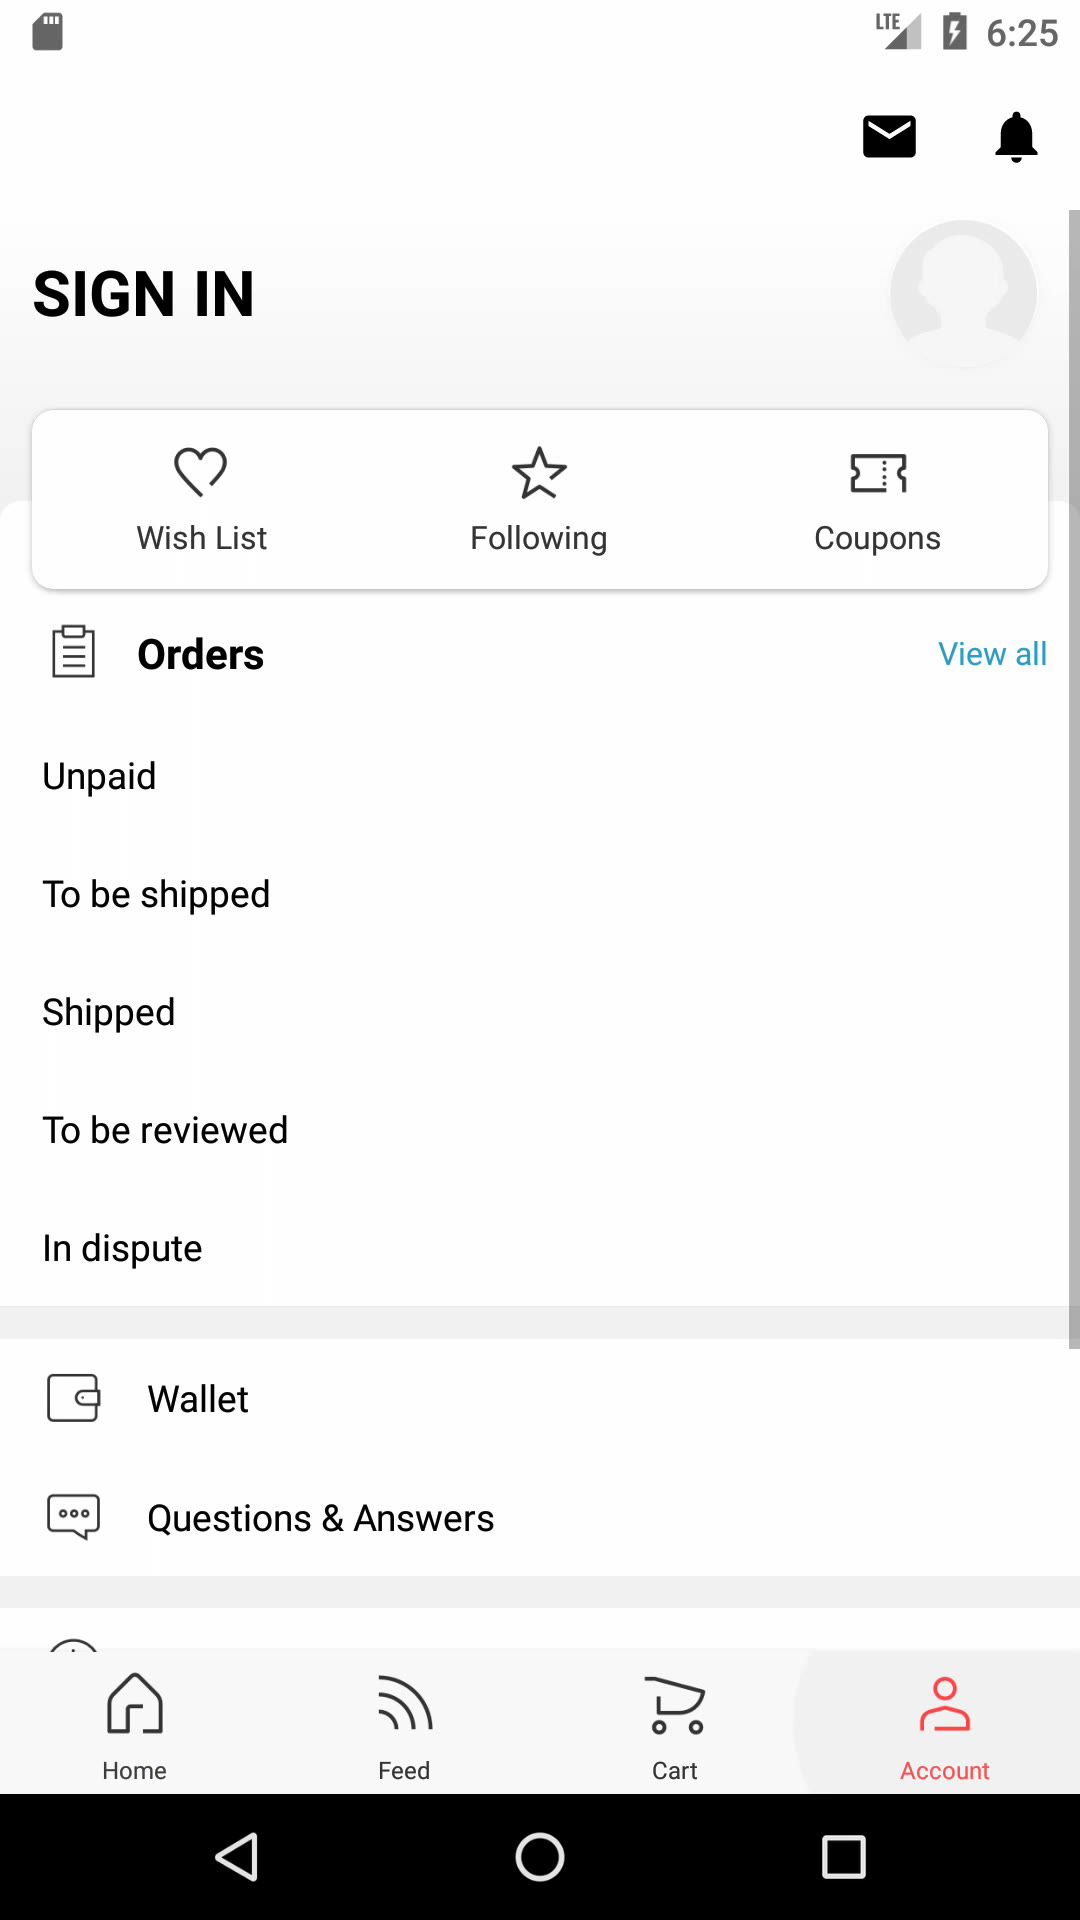 LTE 6:25
SIGN IN
Wish List Following Coupons
Orders View all
Unpaid
To be shipped
Shipped
To be reviewed
In dispute
Wallet
Questions & Answers
Home Feed Cart Account